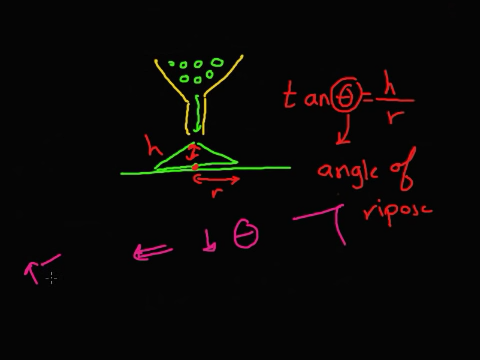 tan θ = h/r
h
angle of
r
ripose
θ